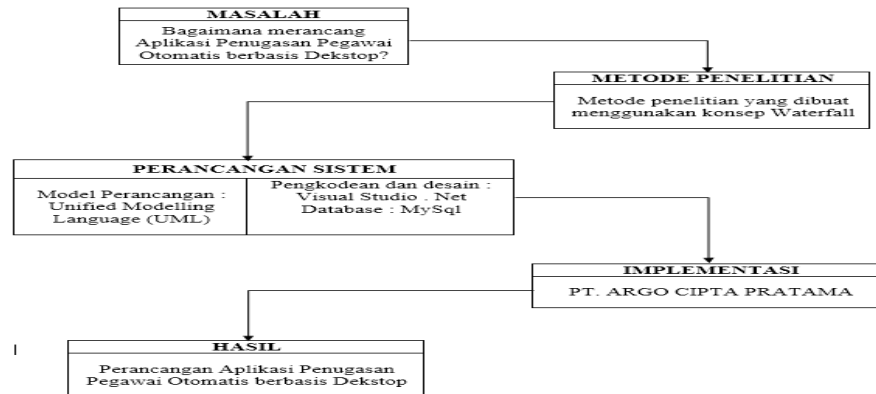 MASALAH
Bagaimana merancang
Aplikasi Penugasan Pegawai
Otomatis berbasis Dekstop?
METODE PENELITIAN
Metode penelitian yang dibuat
menggunakan konsep Waterfall
PERANCANGAN SISTEM
Model Perancangan :
Unified Modelling
Language (UML)
Pengkodean dan desain :
Visual Studio . Net
Database : MySql
IMPLEMENTASI
PT. ARGO CIPTA PRATAMA
HASIL
Perancangan Aplikasi Penugasan
Pegawai Otomatis berbasis Dekstop